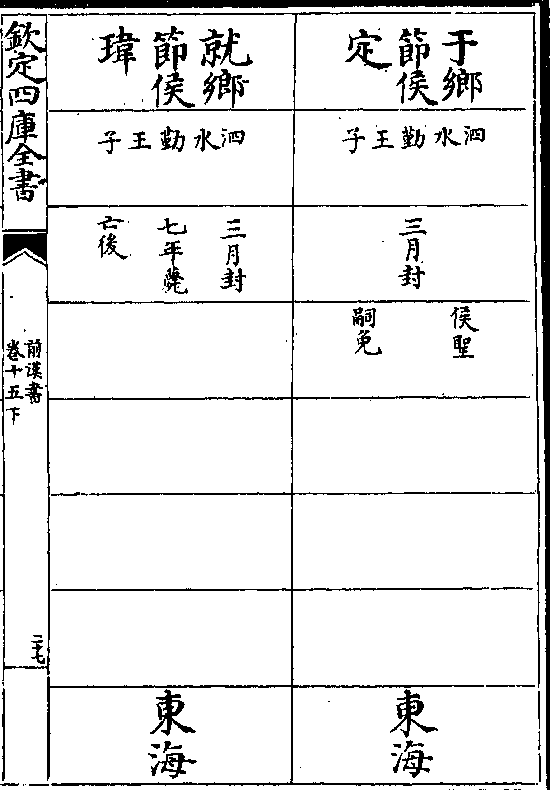 于鄉
節侯
定
泗水勤王子
三月封
侯聖
嗣免
東海
就鄉
節侯
瑋
泗水勤王子
三月封
七年薨
亡後
東海
欽定四庫全書
前漢書
卷十五下
二十七